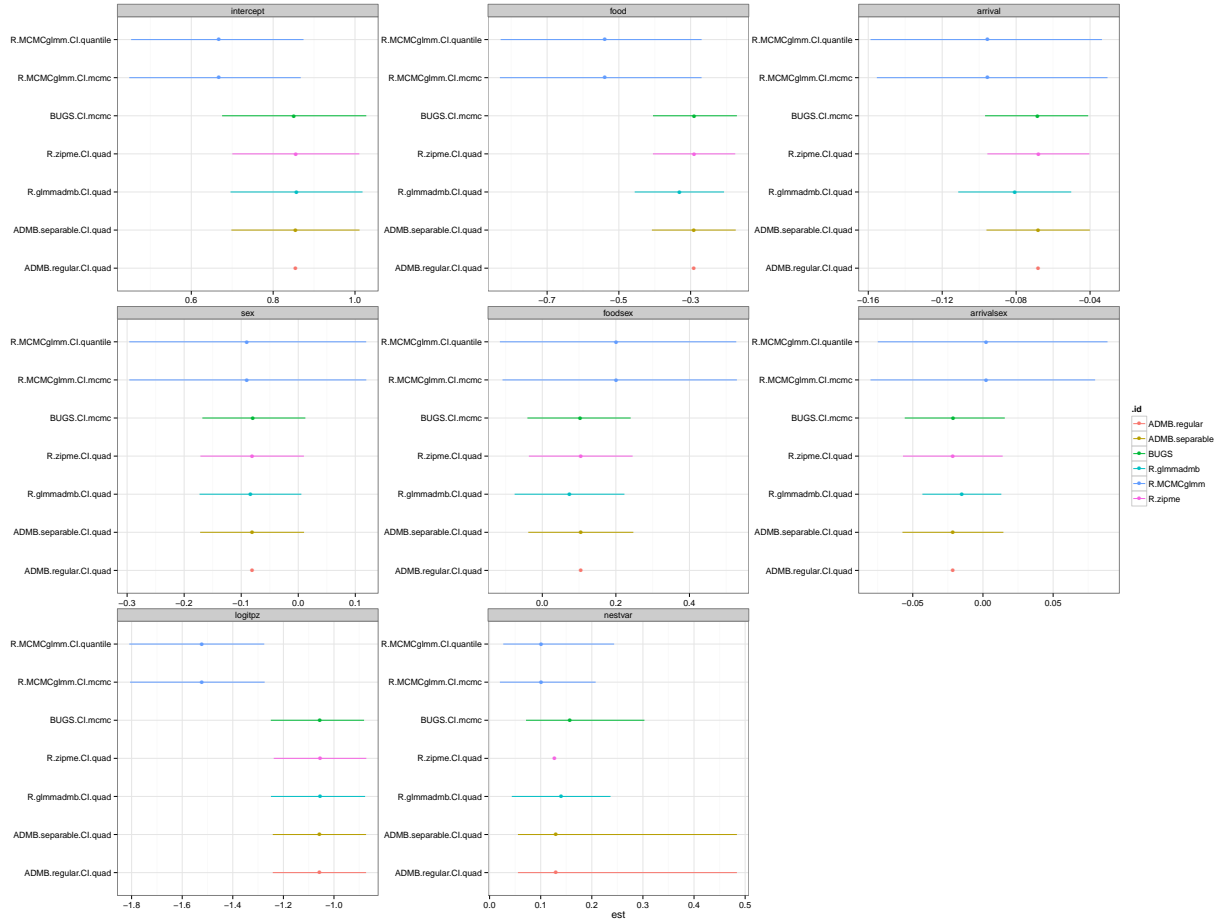 intercept
food
arrival
R.MCMCglmm.CI.quantile
R.MCMCglmm.CI.mcmc
BUGS.CI.mcmc
R.zipme.CI.quad
R.glmmadmb.CI.quad
ADMB.separable.CI.quad
ADMB.regular.CI.quad
0.6 0.8 1.0
R.MCMCglmm.CI.quantile
R.MCMCglmm.CI.mcmc
BUGS.CI.mcmc
R.zipme.CI.quad
R.glmmadmb.CI.quad
ADMB.separable.CI.quad
ADMB.regular.CI.quad
−0.7 −0.5 −0.3
R.MCMCglmm.CI.quantile
R.MCMCglmm.CI.mcmc
BUGS.CI.mcmc
R.zipme.CI.quad
R.glmmadmb.CI.quad
ADMB.separable.CI.quad
ADMB.regular.CI.quad
−0.16 −0.12 −0.08 −0.04
sex
foodsex
arrivalsex
R.MCMCglmm.CI.quantile
R.MCMCglmm.CI.mcmc
BUGS.CI.mcmc
R.zipme.CI.quad
R.glmmadmb.CI.quad
ADMB.separable.CI.quad
ADMB.regular.CI.quad
−0.3 −0.2 −0.1 0.0 0.1
R.MCMCglmm.CI.quantile
R.MCMCglmm.CI.mcmc
BUGS.CI.mcmc
R.zipme.CI.quad
R.glmmadmb.CI.quad
ADMB.separable.CI.quad
ADMB.regular.CI.quad
0.0 0.2 0.4
R.MCMCglmm.CI.quantile
R.MCMCglmm.CI.mcmc
BUGS.CI.mcmc
R.zipme.CI.quad
R.glmmadmb.CI.quad
ADMB.separable.CI.quad
ADMB.regular.CI.quad
−0.05 0.00 0.05
.id
ADMB.regular
ADMB.separable
BUGS
R.glmmadmb
R.MCMCglmm
R.zipme
logitpz
nestvar
R.MCMCglmm.CI.quantile
R.MCMCglmm.CI.mcmc
BUGS.CI.mcmc
R.zipme.CI.quad
R.glmmadmb.CI.quad
ADMB.separable.CI.quad
ADMB.regular.CI.quad
−1.8 −1.6 −1.4 −1.2 −1.0
R.MCMCglmm.CI.quantile
R.MCMCglmm.CI.mcmc
BUGS.CI.mcmc
R.zipme.CI.quad
R.glmmadmb.CI.quad
ADMB.separable.CI.quad
ADMB.regular.CI.quad
0.0 0.1 0.2 0.3 0.4 0.5
est